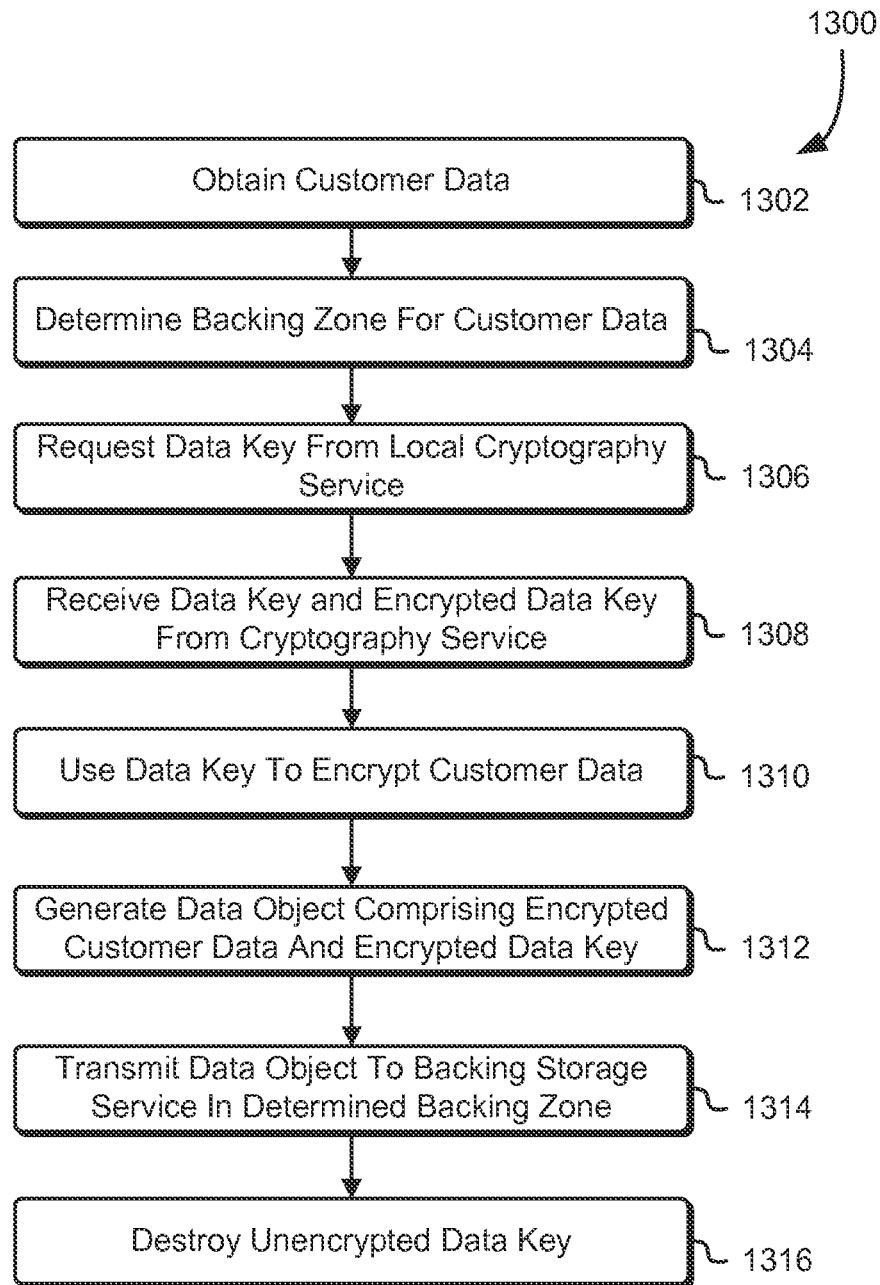 1300
Obtain Customer Data
1302
Determine Backing Zone For Customer Data
1304
Request Data Key From Local Cryptography
Service
1306
Receive Data Key and Encrypted Data Key
From Cryptography Service
1308
Use Data Key To Encrypt Customer Data
1310
Generate Data Object Comprising Encrypted
Customer Data And Encrypted Data Key
1312
Transmit Data Object To Backing Storage
Service In Determined Backing Zone
1314
Destroy Unencrypted Data Key
1316